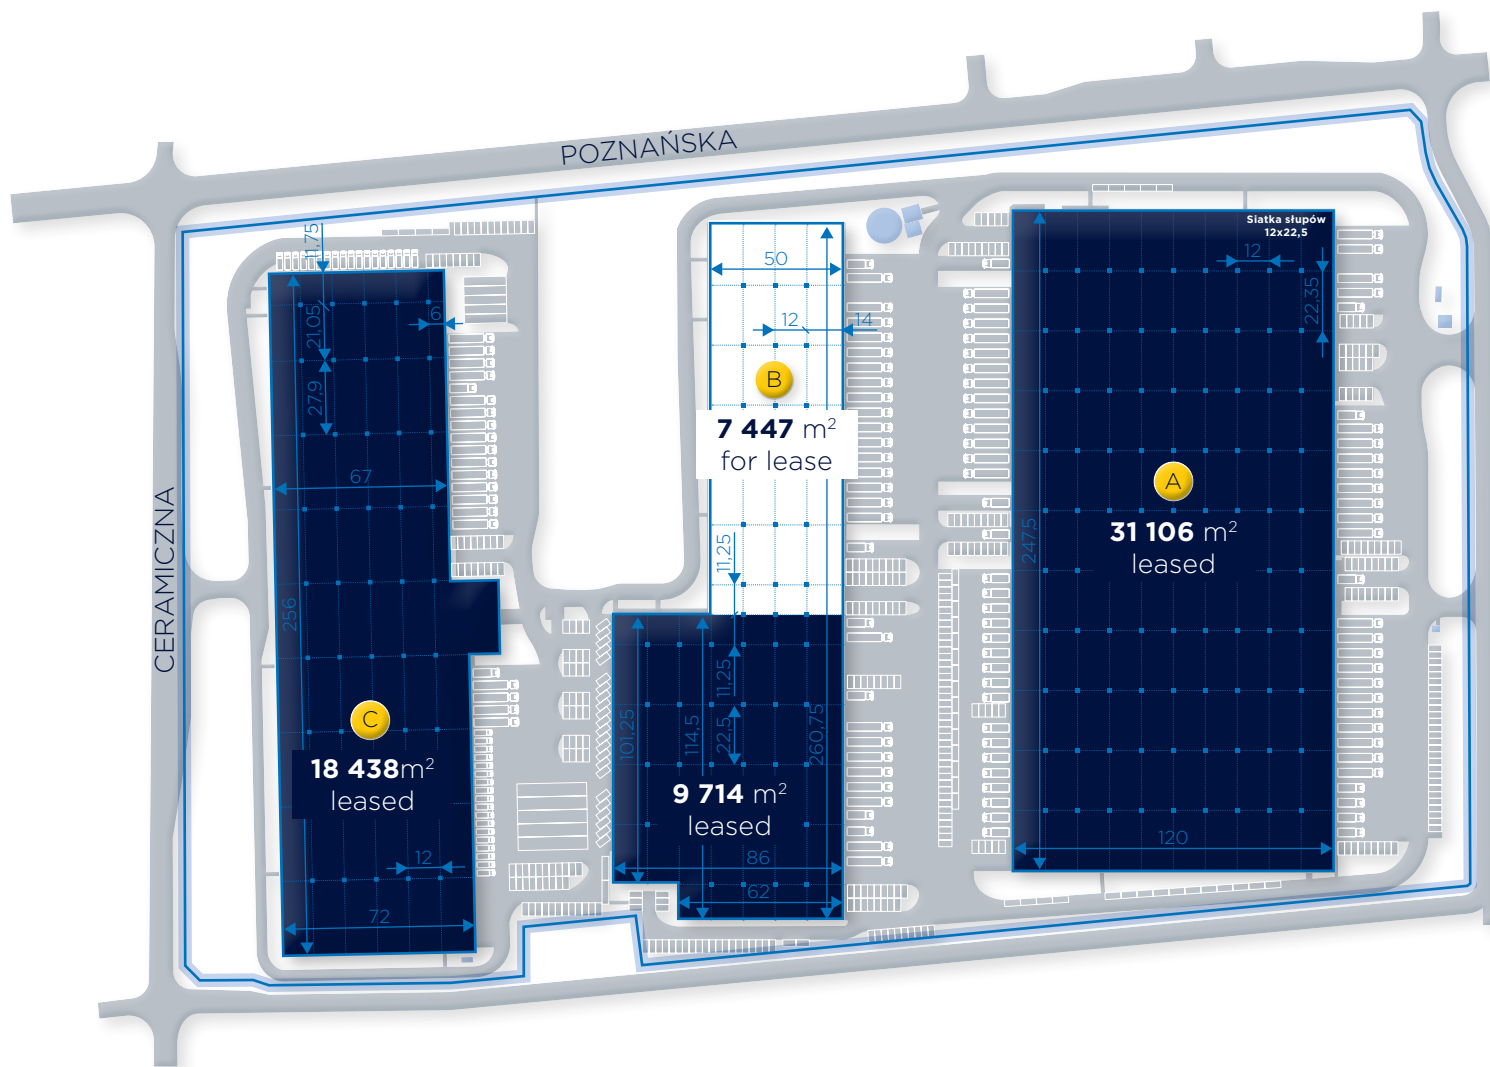 POZNAŃSKA
CERAMICZNA
11,75
21,05
6
27,9
67
256
C
18 438m²
leased
12
72
50
12
14
B
7 447 m²
for lease
11,25
11,25
22,5
101,25
114,5
260,75
9 714 m²
leased
86
62
Siatka słupów
12x22,5
12
22,35
A
31 106 m²
leased
247,5
120